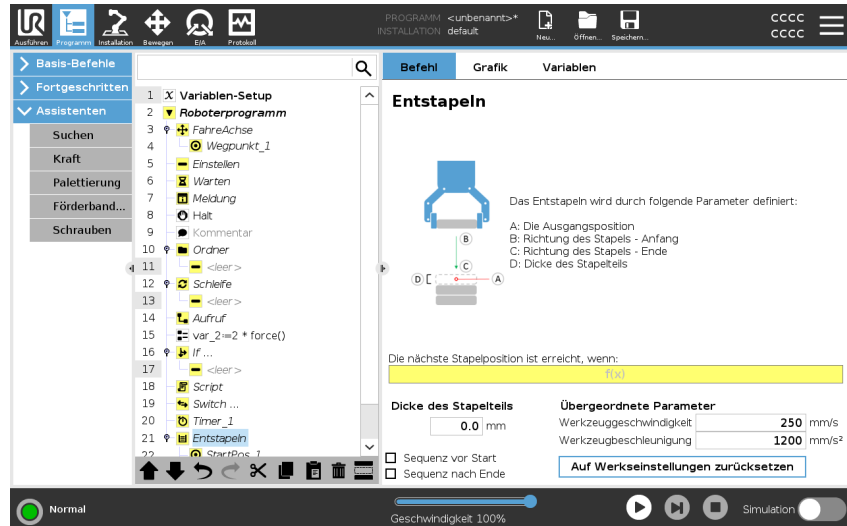 PROGRAMM <unbenannt>*
INSTALLATION default
UR
Ausführen
Programm
Installation
Bewegen
E/A
Protokoll
Neu...
Öffnen...
Speichern...
CCCC
CCCC
Basis-Befehle
Fortgeschritten
Assistenten
Suchen
Kraft
Palettierung
Förderband...
Schrauben
1 X Variablen-Setup
2 Roboterprogramm
3 FahreAchse
4 Wegpunkt_1
5 Einstellen
6 Warten
7 Meldung
8 Halt
9 Kommentar
10 Ordner
11 <leer>
12 Schleife
13 <leer>
14 Aufruf
15 var_2:=2 * force()
16 If ...
17 <leer>
18 Script
19 Switch ...
20 Timer_1
21 Entstapeln
22 StartPos_1
Befehl
Grafik
Variablen
Entstapeln
B
C
D
A
Das Entstapeln wird durch folgende Parameter definiert:
A: Die Ausgangsposition
B: Richtung des Stapels - Anfang
C: Richtung des Stapels - Ende
D: Dicke des Stapelteils
Die nächste Stapelposition ist erreicht, wenn:
f(x)
Dicke des Stapelteils
0.0 mm
Sequenz vor Start
Sequenz nach Ende
Übergeordnete Parameter
Werkzeuggeschwindigkeit 250 mm/s
Werkzeugbeschleunigung 1200 mm/s²
Auf Werkseinstellungen zurücksetzen
Normal
Geschwindigkeit 100%
Simulation